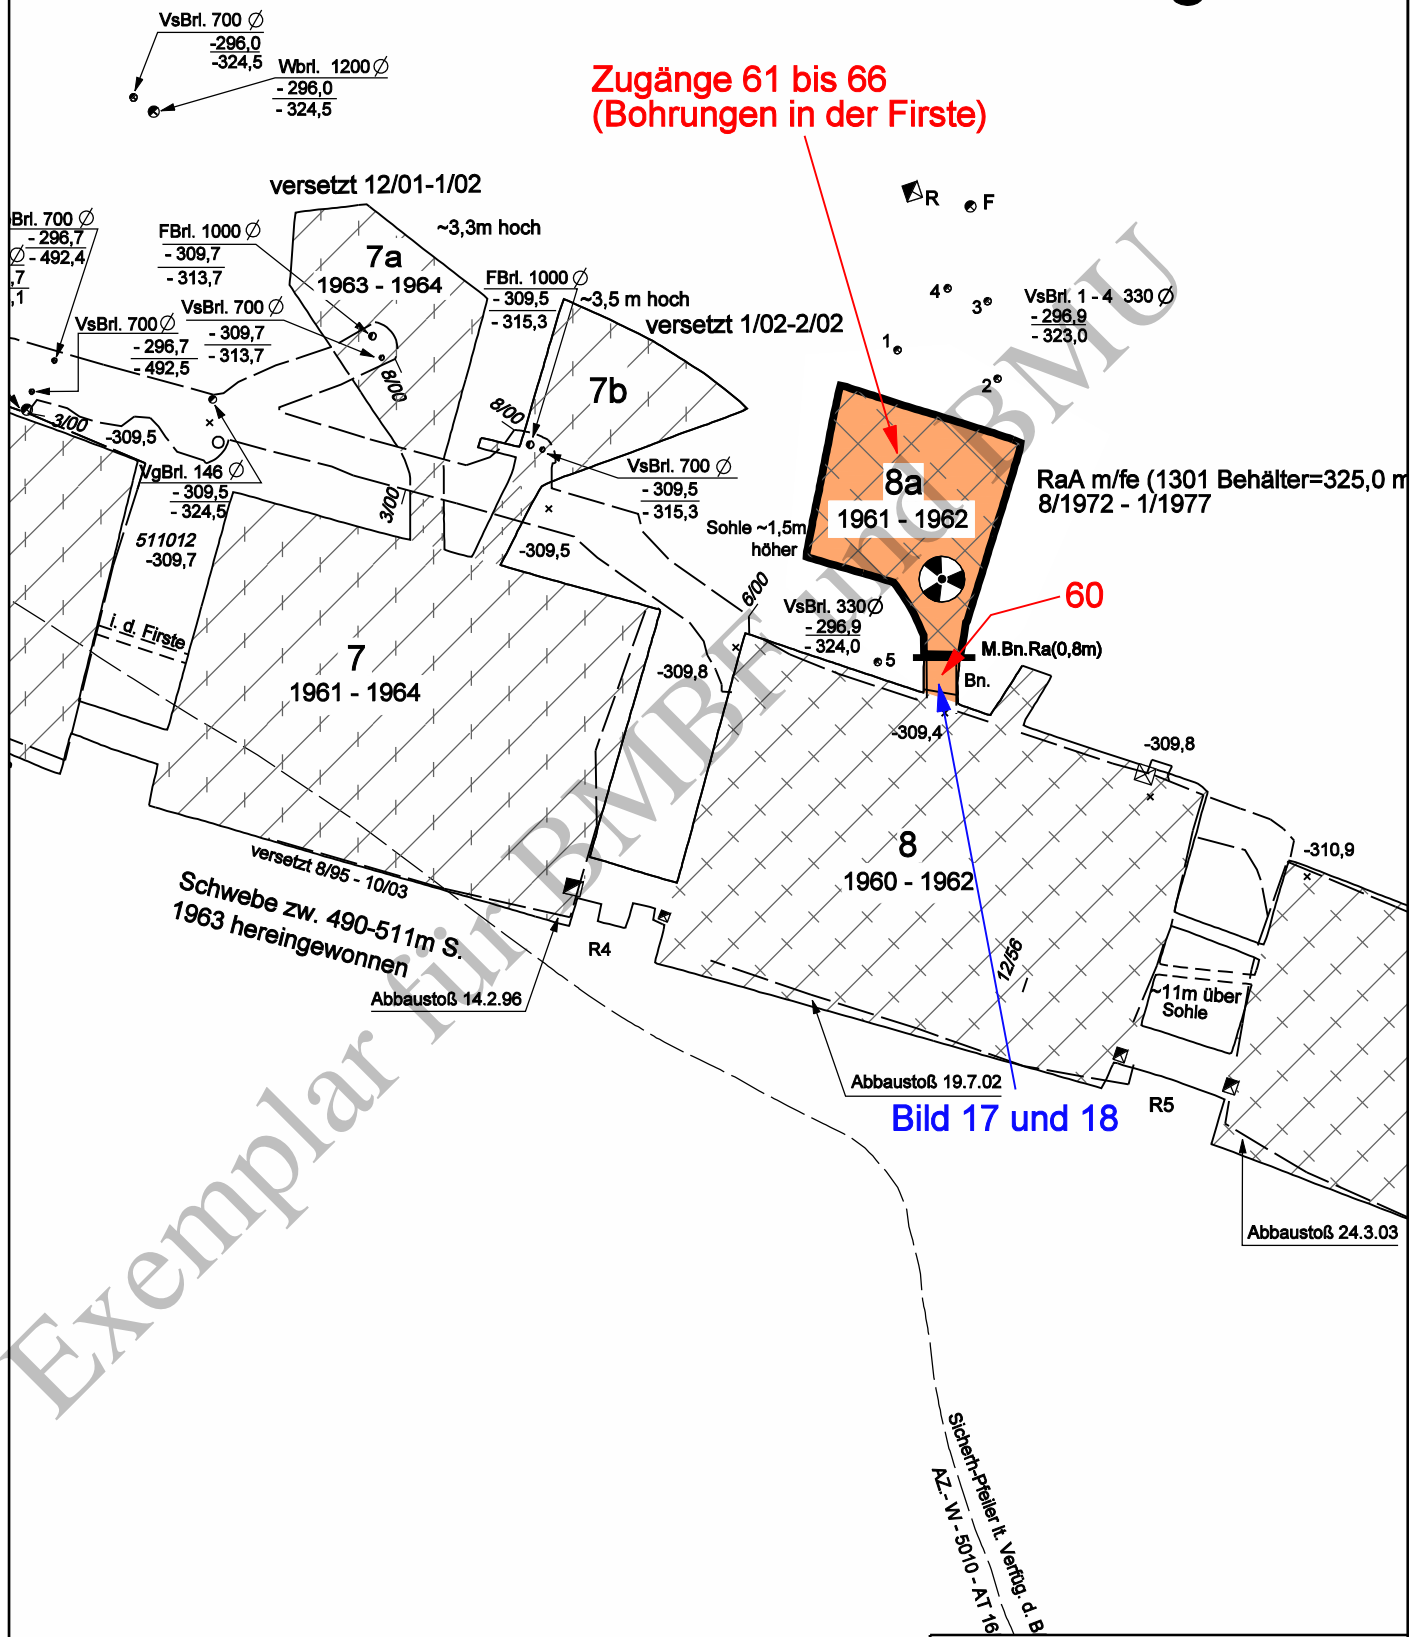 VsBrl. 700 Ø
-296,0
-324,5
Wbrl. 1200 Ø
- 296,0
- 324,5
Zugänge 61 bis 66
(Bohrungen in der Firste)
versetzt 12/01-1/02
~3,3m hoch
R
F
Brl. 700 Ø
- 296,7
- 492,4
Ø
,7
,1
FBrl. 1000 Ø
- 309,7
- 313,7
7a
1963 - 1964
FBrl. 1000 Ø
- 309,5
- 315,3
~3,5 m hoch
versetzt 1/02-2/02
4
3
VsBrl. 1 - 4 330 Ø
- 296,9
- 323,0
1
2
VsBrl. 700 Ø
- 309,7
- 313,7
VsBrl. 700 Ø
- 296,7
- 492,5
8/00
7b
8/00
3/00
-309,5
VgBrl. 146 Ø
- 309,5
- 324,5
3/00
VsBrl. 700 Ø
- 309,5
- 315,3
8a
1961 - 1962
RaA m/fe (1301 Behälter=325,0 m
8/1972 - 1/1977
Sohle ~1,5m
höher
511012
-309,7
-309,5
6/00
VsBrl. 330 Ø
- 296,9
- 324,0
60
i. d. Firste
7
1961 - 1964
-309,8
5
M.Bn.Ra(0,8m)
Bn.
-309,4
-309,8
8
1960 - 1962
-310,9
versetzt 8/95 - 10/03
Schwebe zw. 490-511m S.
1963 hereingewonnen
R4
12/56
~11m über
Sohle
Abbaustoß 14.2.96
Abbaustoß 19.7.02
Bild 17 und 18
R5
Abbaustoß 24.3.03
Exemplar für BMBF und BMU
Sicherh-Pfeiler lt. Verfüg. d. B
AZ.- W - 5010 - AT 16